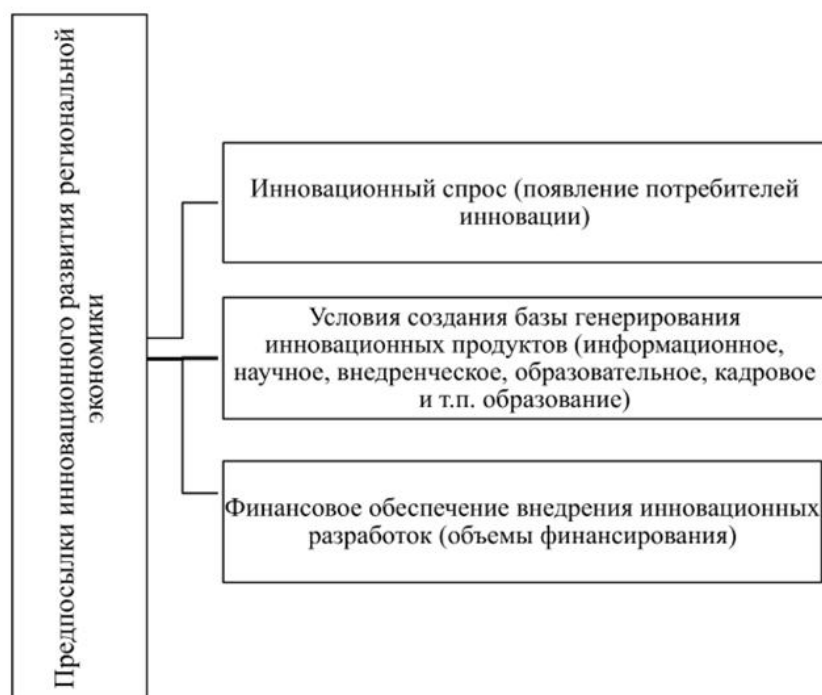 Предпосылки инновационного развития региональной
экономики
Инновационный спрос (появление потребителей
инновации)
Условия создания базы генерирования
инновационных продуктов (информационное,
научное, внедренческое, образовательное, кадровое
и т.п. образование)
Финансовое обеспечение внедрения инновационных
разработок (объемы финансирования)